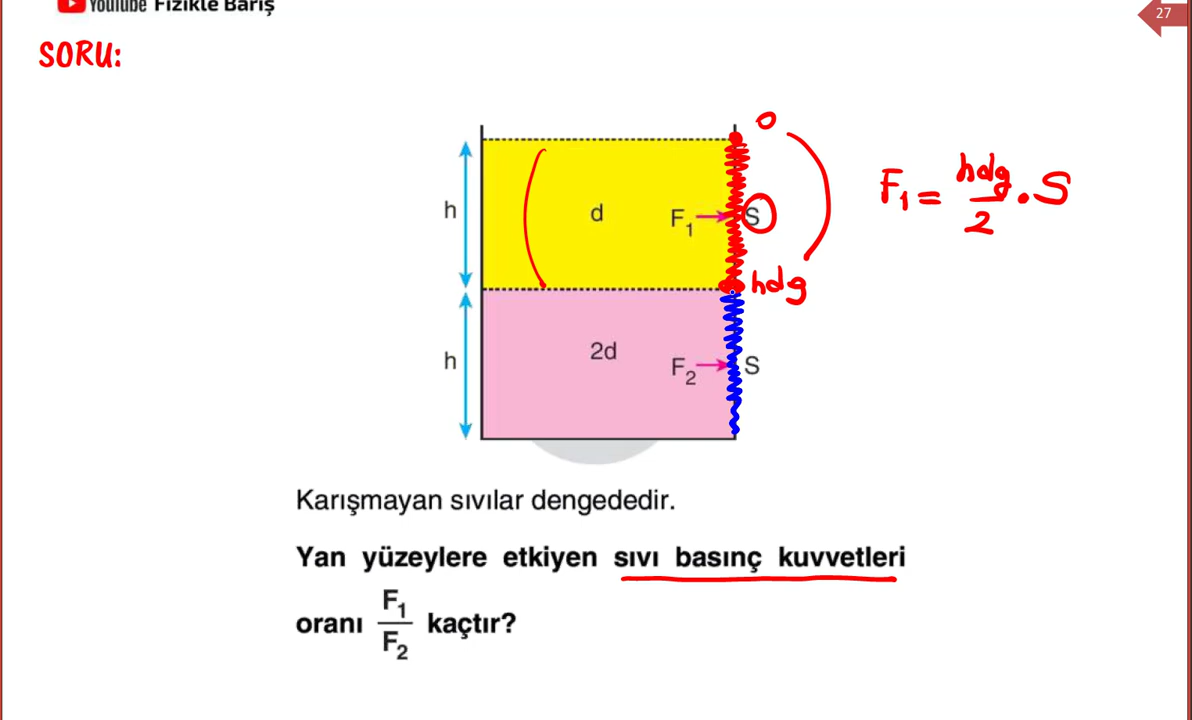 YouTube Fizikle Barış
27
SORU:
0
h
d
F₁
S
hdg
F₁ = hdg/2 · S
h
2d
F₂
S
Karışmayan sıvılar dengededir.
Yan yüzeylere etkiyen sıvı basınç kuvvetleri
oranı F₁/F₂ kaçtır?